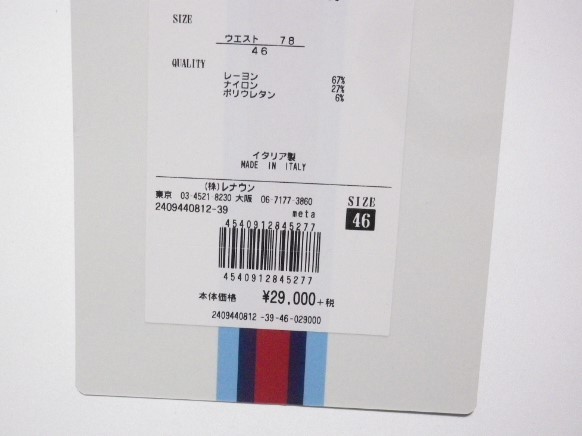 SIZE
ウエスト 78
46
QUALITY
レーヨン 67%
ナイロン 27%
ポリウレタン 6%
イタリア製
MADE IN ITALY
(株)レナウン
東京 03-4521-8230 大阪 06-7177-3860
2409440812-39 meta
SIZE
46
4540912845277
4540912845277
本体価格 ¥29,000+税
2409440812 -39-46-029000